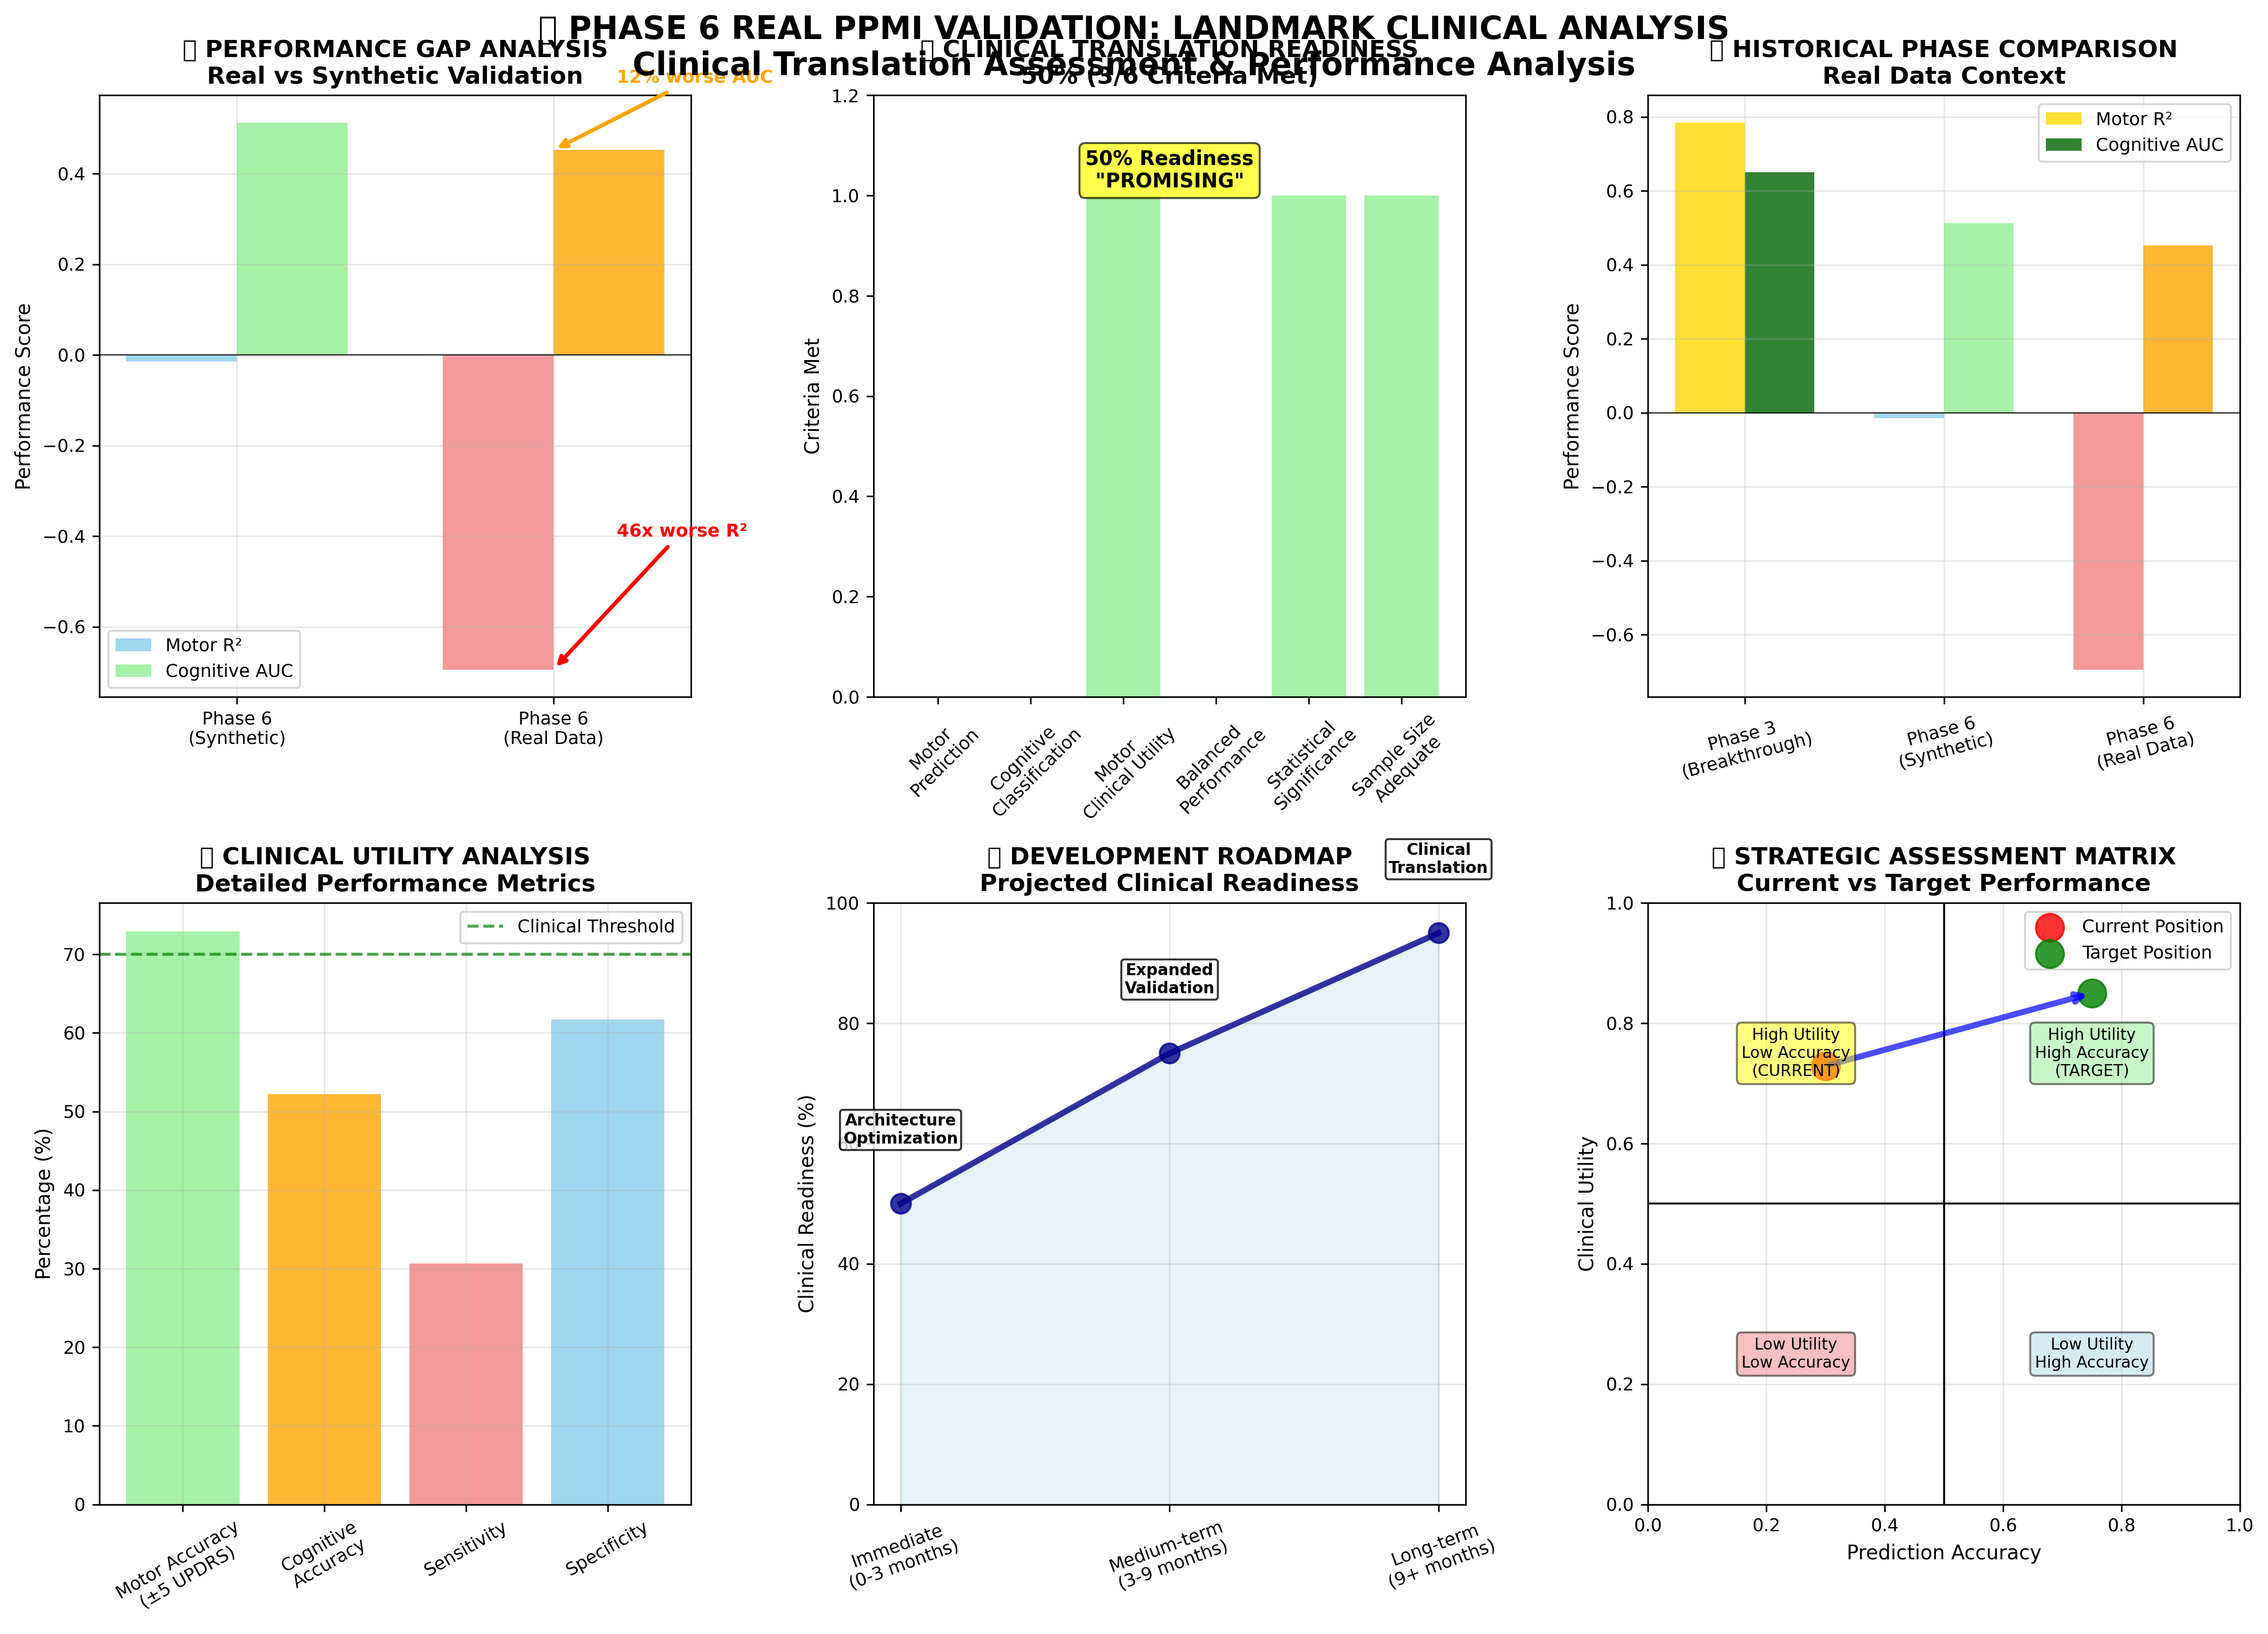 PHASE 6 REAL PPMI VALIDATION: LANDMARK CLINICAL ANALYSIS
Clinical Translation Assessment & Performance Analysis
PERFORMANCE GAP ANALYSIS
Real vs Synthetic Validation
12% worse AUC
46x worse R²
Performance Score
0.4
0.2
0.0
−0.2
−0.4
−0.6
Motor R²
Cognitive AUC
Phase 6
(Synthetic)
Phase 6
(Real Data)
CLINICAL TRANSLATION READINESS
50% (3/6 Criteria Met)
50% Readiness
"PROMISING"
Criteria Met
1.2
1.0
0.8
0.6
0.4
0.2
0.0
Motor
Prediction
Cognitive
Classification
Motor
Clinical Utility
Balanced
Performance
Statistical
Significance
Sample Size
Adequate
HISTORICAL PHASE COMPARISON
Real Data Context
Motor R²
Cognitive AUC
Performance Score
0.8
0.6
0.4
0.2
0.0
−0.2
−0.4
−0.6
Phase 3
(Breakthrough)
Phase 6
(Synthetic)
Phase 6
(Real Data)
CLINICAL UTILITY ANALYSIS
Detailed Performance Metrics
Clinical Threshold
Percentage (%)
70
60
50
40
30
20
10
0
Motor Accuracy
(±5 UPDRS)
Cognitive
Accuracy
Sensitivity
Specificity
DEVELOPMENT ROADMAP
Projected Clinical Readiness
Clinical
Translation
Expanded
Validation
Architecture
Optimization
Clinical Readiness (%)
100
80
40
20
0
Immediate
(0-3 months)
Medium-term
(3-9 months)
Long-term
(9+ months)
STRATEGIC ASSESSMENT MATRIX
Current vs Target Performance
Current Position
Target Position
High Utility
Low Accuracy
(CURRENT)
High Utility
High Accuracy
(TARGET)
Low Utility
Low Accuracy
Low Utility
High Accuracy
Clinical Utility
1.0
0.8
0.6
0.4
0.2
0.0
0.0
0.2
0.4
0.6
0.8
1.0
Prediction Accuracy